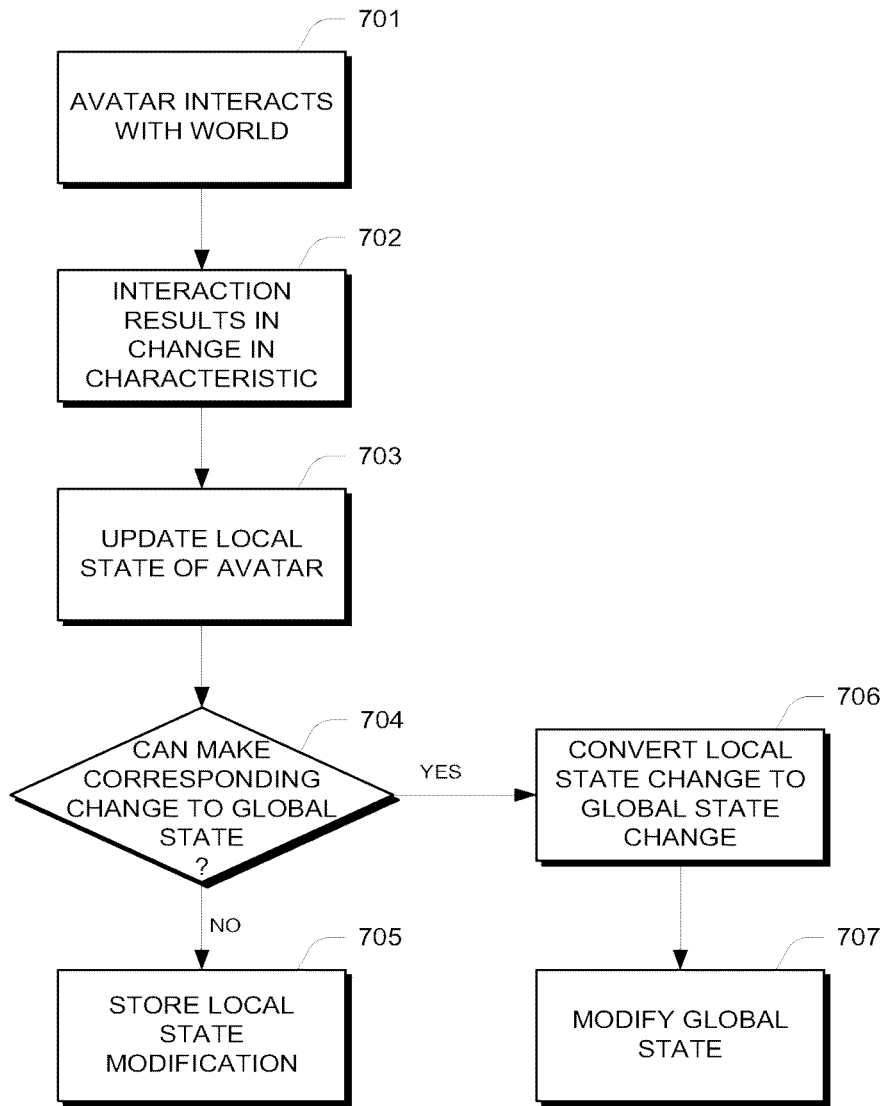 701
AVATAR INTERACTS
WITH WORLD
702
INTERACTION
RESULTS IN
CHANGE IN
CHARACTERISTIC
703
UPDATE LOCAL
STATE OF AVATAR
704
CAN MAKE
CORRESPONDING
CHANGE TO GLOBAL
STATE
?
YES
NO
706
CONVERT LOCAL
STATE CHANGE TO
GLOBAL STATE
CHANGE
705
STORE LOCAL
STATE
MODIFICATION
707
MODIFY GLOBAL
STATE